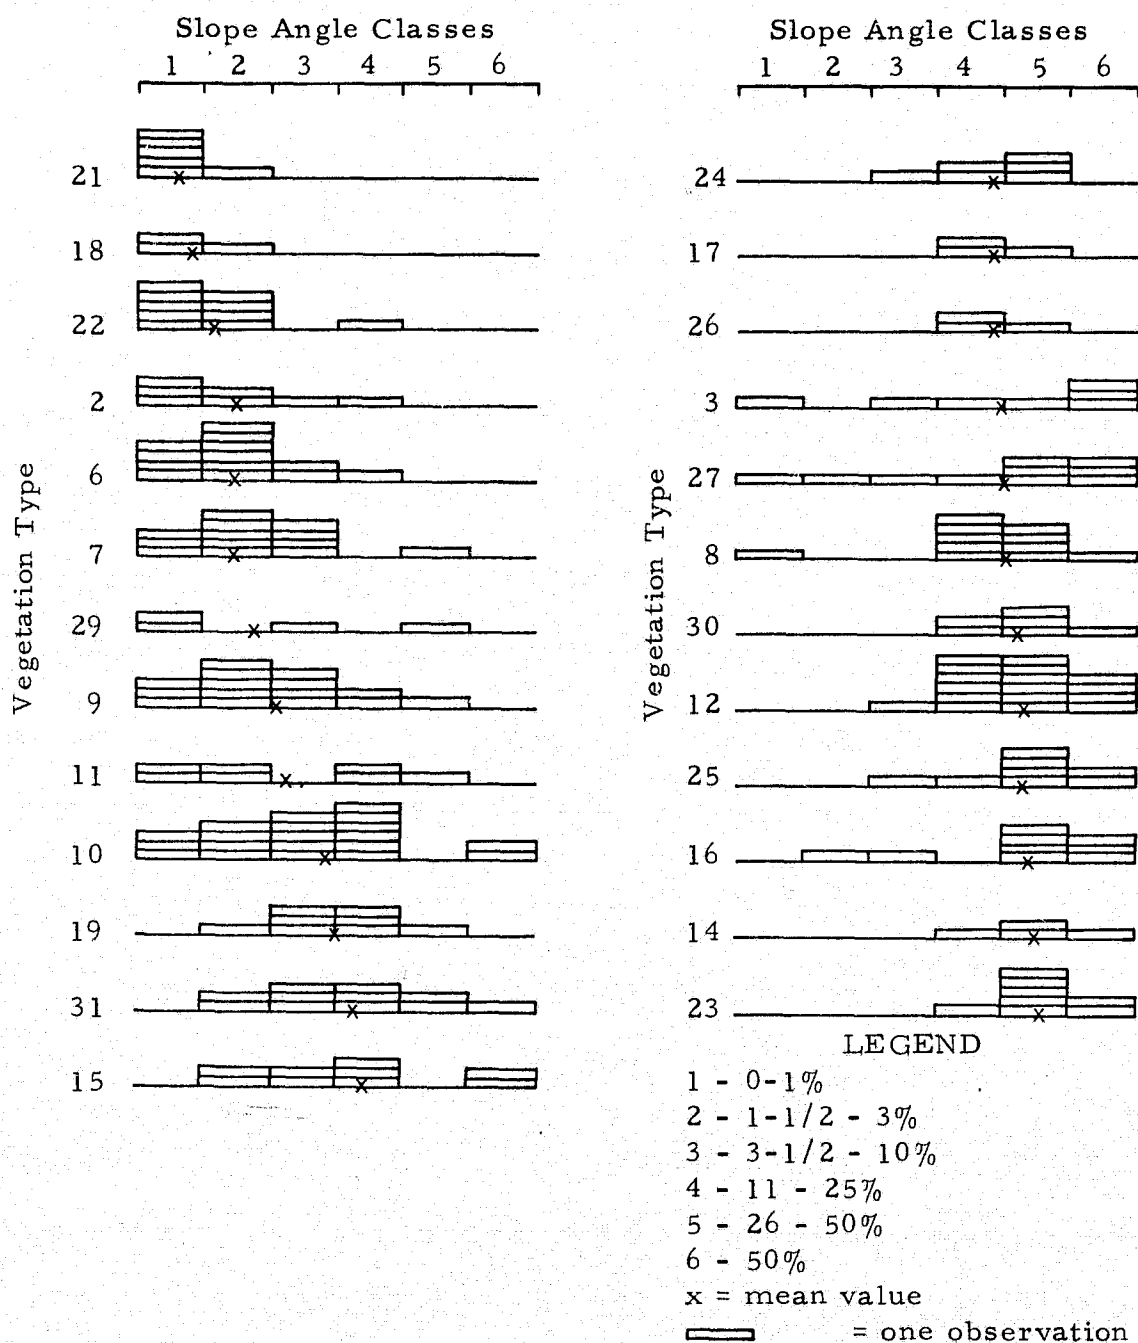 Slope Angle Classes
1 2 3 4 5 6
Vegetation Type
21
18
22
2
6
7
29
9
11
10
19
31
15
Slope Angle Classes
1 2 3 4 5 6
Vegetation Type
24
17
26
3
27
8
30
12
25
16
14
23
LEGEND
1 - 0-1%
2 - 1-1/2 - 3%
3 - 3-1/2 - 10%
4 - 11 - 25%
5 - 26 - 50%
6 - 50%
x = mean value
= one observation